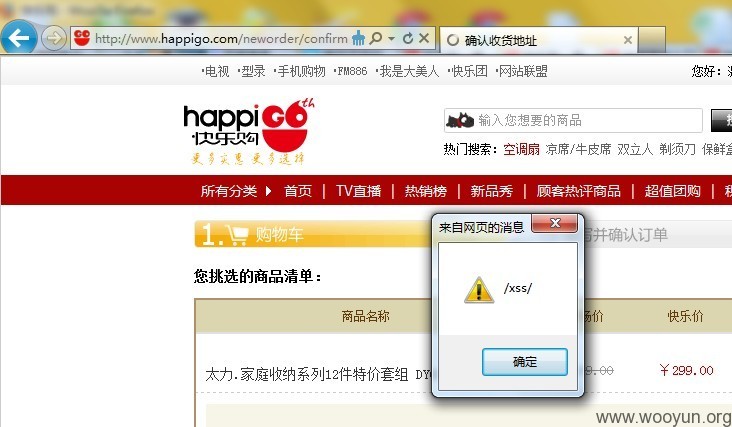 http://www.happigo.com/neworder/confirm
确认收货地址
·电视 ·型录 ·手机购物 ·FM886 ·我是大美人 ·快乐团 ·网站联盟
您好:
happiGO th
快乐购
更多实惠 更多选择
输入您想要的商品
热门搜索: 空调扇 凉席/牛皮席 双立人 剃须刀 保鲜盒
所有分类 首页 | TV直播 | 热销榜 | 新品秀 | 顾客热评商品 | 超值团购 |
1. 购物车
写并确认订单
您挑选的商品清单:
来自网页的消息
/xss/
确定
商品名称 场价 快乐价
太力.家庭收纳系列12件特价套组 DY
9.00 ¥299.00
www.wooyun.org